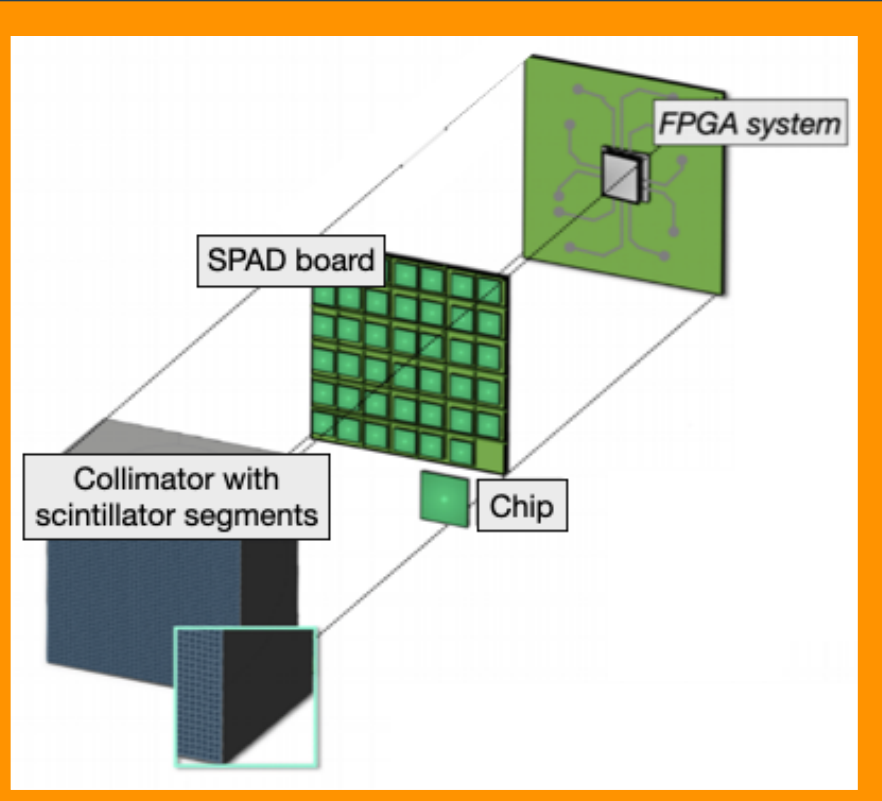 FPGA system
SPAD board
Collimator with
scintillator segments
Chip